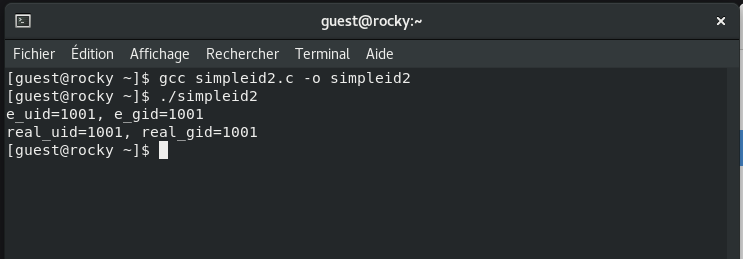 guest@rocky:~
Fichier Édition Affichage Rechercher Terminal Aide
[guest@rocky ~]$ gcc simpleid2.c -o simpleid2
[guest@rocky ~]$ ./simpleid2
e_uid=1001, e_gid=1001
real_uid=1001, real_gid=1001
[guest@rocky ~]$